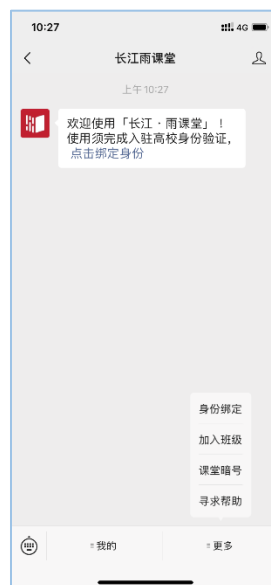 10:27
4G
长江雨课堂
上午10:27
欢迎使用「长江·雨课堂」！
使用须完成入驻高校身份验证，
点击绑定身份
身份绑定
加入班级
课堂暗号
寻求帮助
我的
更多